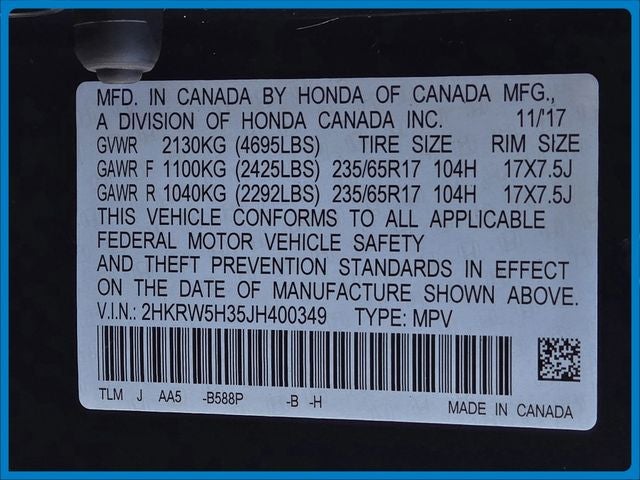 MFD. IN CANADA BY HONDA OF CANADA MFG.,
A DIVISION OF HONDA CANADA INC. 11/'17
GVWR 2130KG (4695LBS) TIRE SIZE RIM SIZE
GAWR F 1100KG (2425LBS) 235/65R17 104H 17X7.5J
GAWR R 1040KG (2292LBS) 235/65R17 104H 17X7.5J
THIS VEHICLE CONFORMS TO ALL APPLICABLE
FEDERAL MOTOR VEHICLE SAFETY
AND THEFT PREVENTION STANDARDS IN EFFECT
ON THE DATE OF MANUFACTURE SHOWN ABOVE.
V.I.N.: 2HKRW5H35JH400349 TYPE: MPV
TLM J AA5 -B588P -B -H
MADE IN CANADA